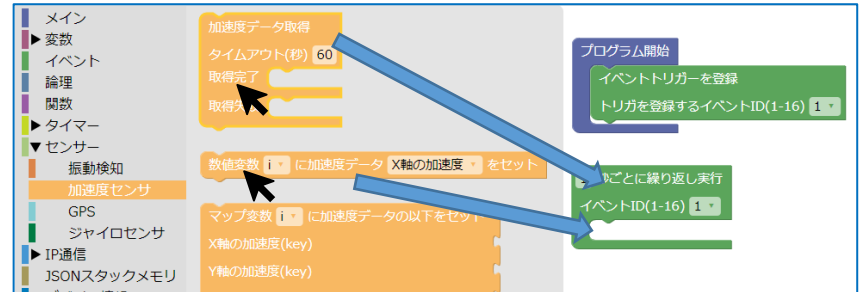 メイン
▶変数
イベント
論理
関数
▶タイマー
▼センサー
振動検知
加速度センサ
GPS
ジャイロセンサ
▶IP通信
JSONスタックメモリ
加速度データ取得
タイムアウト(秒) 60
取得完了
取得
数値変数 i に加速度データ X軸の加速度 をセット
マップ変数 i に加速度データの以下をセット
X軸の加速度(key)
Y軸の加速度(key)
プログラム開始
イベントトリガーを登録
トリガを登録するイベントID(1-16) 1
ごとに繰り返し実行
イベントID(1-16) 1